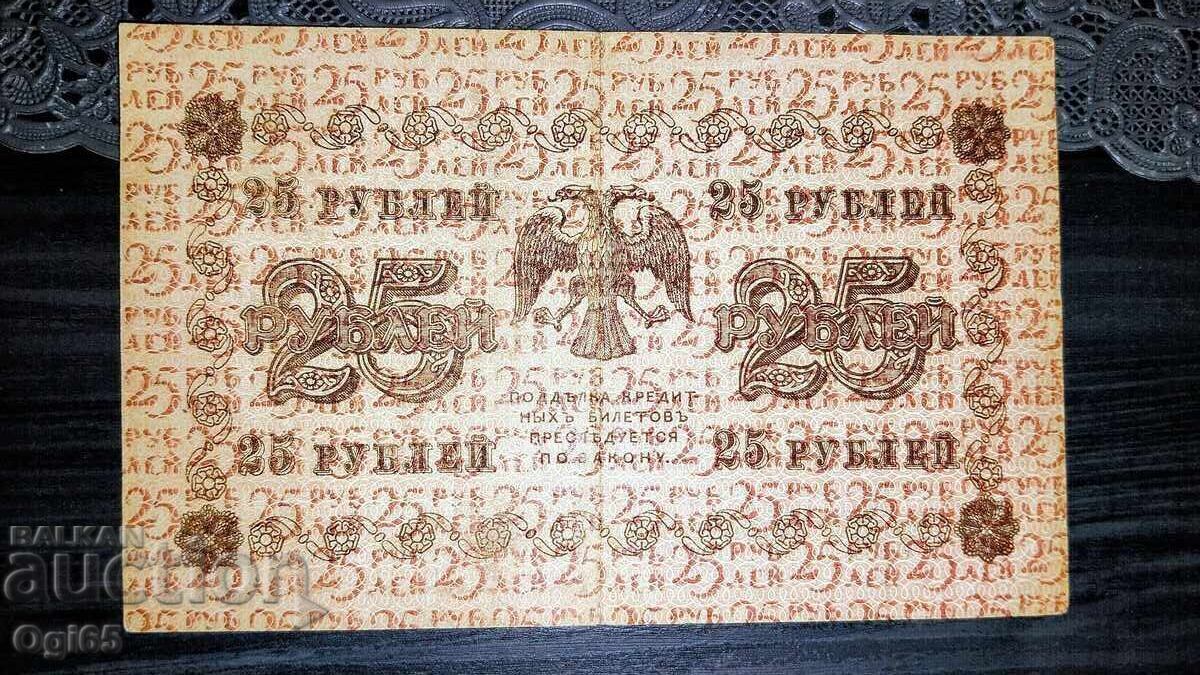 25 РУБЛЕЙ 25 РУБЛЕЙ
25 РУБЛЕЙ 25 РУБЛЕЙ
ПОДДѢЛКА КРЕДИТ-
НЫХЪ БИЛЕТОВЪ
ПРЕСЛѢДУЕТСЯ
ПО ЗАКОНУ.
25 РУБЛЕЙ 25 РУБЛЕЙ
BALKAN
auction
Ogi65